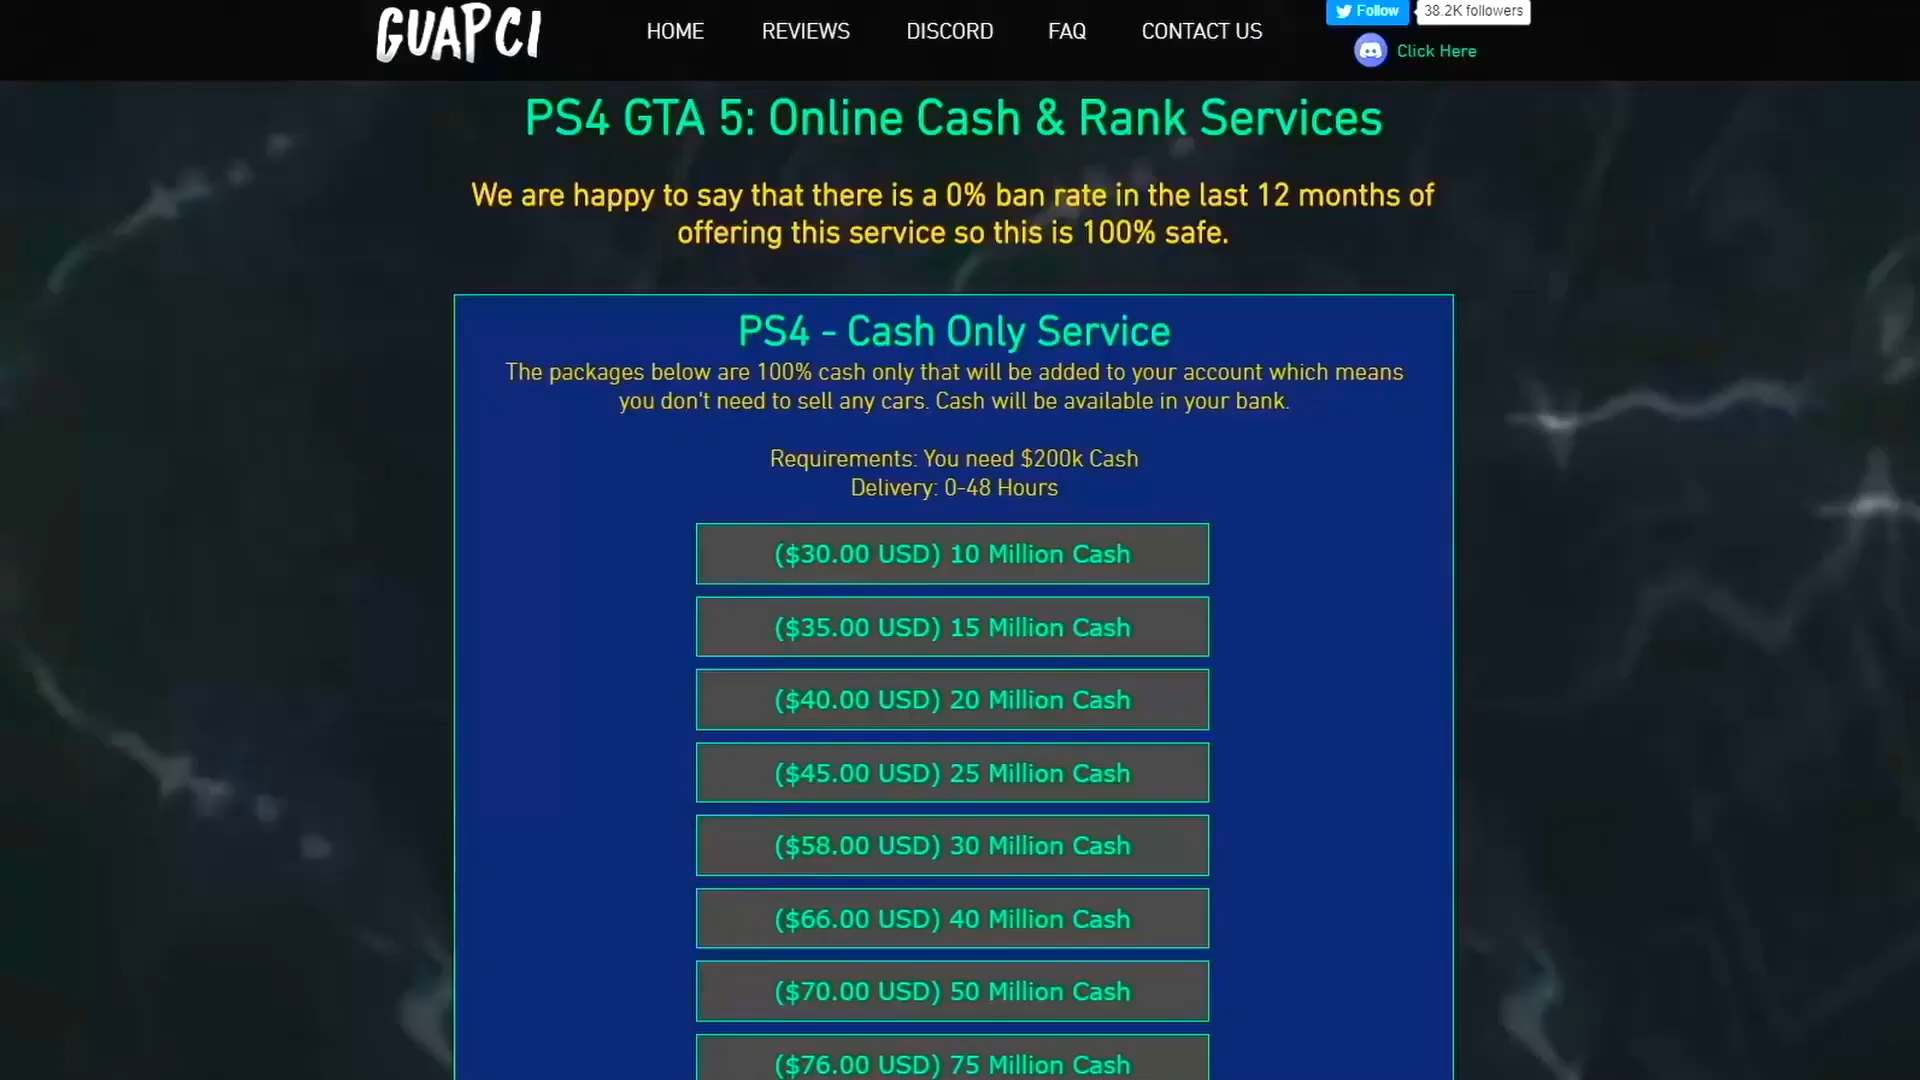 GUAPCI
HOME
REVIEWS
DISCORD
FAQ
CONTACT US
Follow
38.2K followers
Click Here
PS4 GTA 5: Online Cash & Rank Services
We are happy to say that there is a 0% ban rate in the last 12 months of
offering this service so this is 100% safe.
PS4 - Cash Only Service
The packages below are 100% cash only that will be added to your account which means
you don't need to sell any cars. Cash will be available in your bank.
Requirements: You need $200k Cash
Delivery: 0-48 Hours
($30.00 USD) 10 Million Cash
($35.00 USD) 15 Million Cash
($40.00 USD) 20 Million Cash
($45.00 USD) 25 Million Cash
($58.00 USD) 30 Million Cash
($66.00 USD) 40 Million Cash
($70.00 USD) 50 Million Cash
($76.00 USD) 75 Million Cash